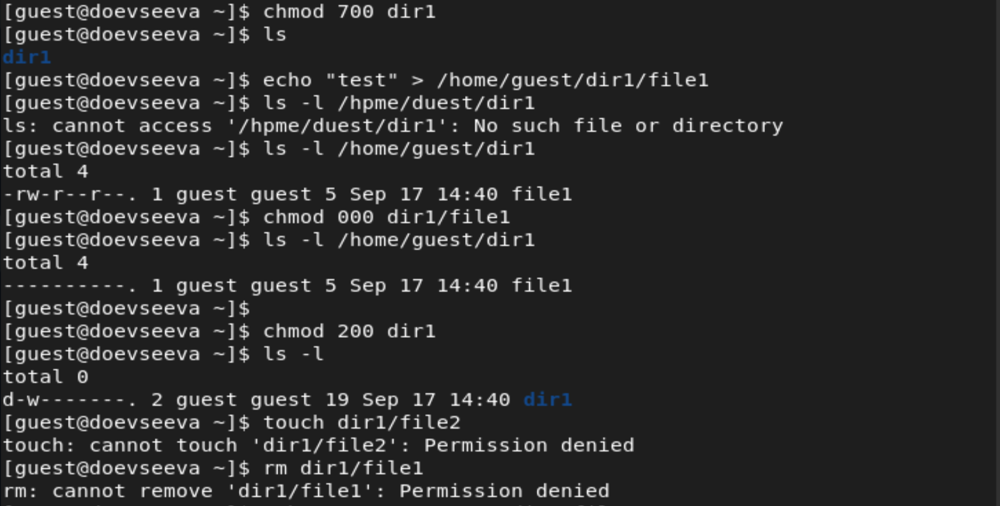 [guest@doevseeva ~]$ chmod 700 dir1
[guest@doevseeva ~]$ ls
dir1
[guest@doevseeva ~]$ echo "test" > /home/guest/dir1/file1
[guest@doevseeva ~]$ ls -l /hpme/duest/dir1
ls: cannot access '/hpme/duest/dir1': No such file or directory
[guest@doevseeva ~]$ ls -l /home/guest/dir1
total 4
-rw-r--r--. 1 guest guest 5 Sep 17 14:40 file1
[guest@doevseeva ~]$ chmod 000 dir1/file1
[guest@doevseeva ~]$ ls -l /home/guest/dir1
total 4
----------. 1 guest guest 5 Sep 17 14:40 file1
[guest@doevseeva ~]$
[guest@doevseeva ~]$ chmod 200 dir1
[guest@doevseeva ~]$ ls -l
total 0
d-w-------. 2 guest guest 19 Sep 17 14:40 dir1
[guest@doevseeva ~]$ touch dir1/file2
touch: cannot touch 'dir1/file2': Permission denied
[guest@doevseeva ~]$ rm dir1/file1
rm: cannot remove 'dir1/file1': Permission denied